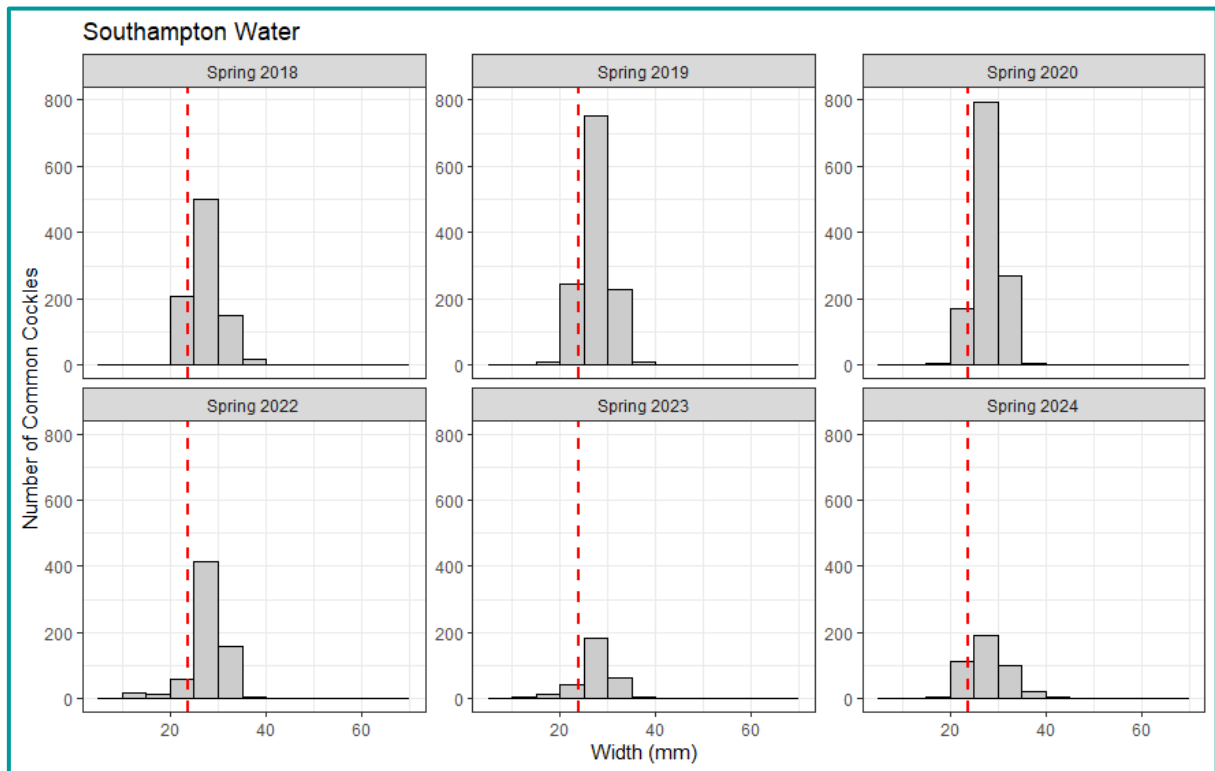 Southampton Water
Spring 2018 Spring 2019 Spring 2020
800 800 800
600 600 600
400 400 400
200 200 200
0 0 0
Spring 2022 Spring 2023 Spring 2024
800 800 800
600 600 600
400 400 400
200 200 200
0 0 0
20 40 60 20 40 60 20 40 60
Number of Common Cockles
Width (mm)